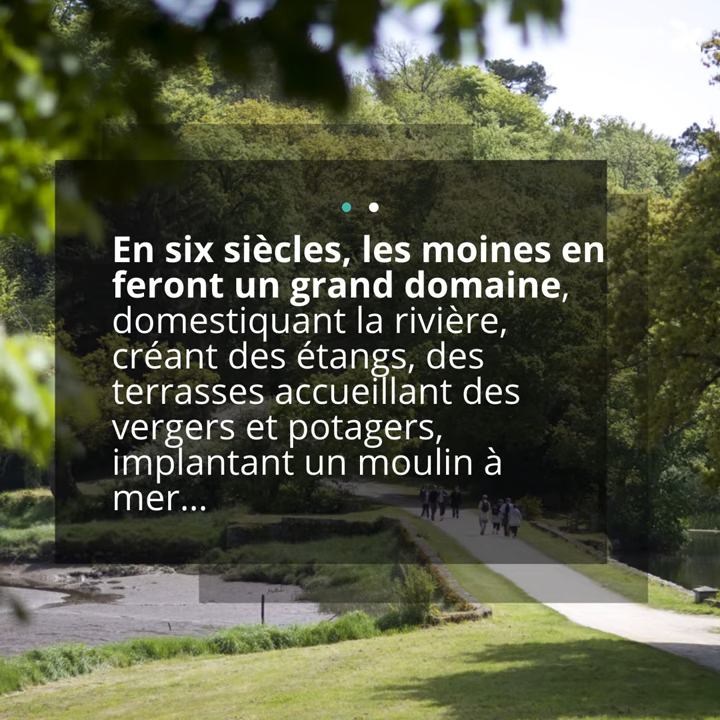 En six siècles, les moines en
feront un grand domaine,
domestiquant la rivière,
créant des étangs, des
terrasses accueillant des
vergers et potagers,
implantant un moulin à
mer...